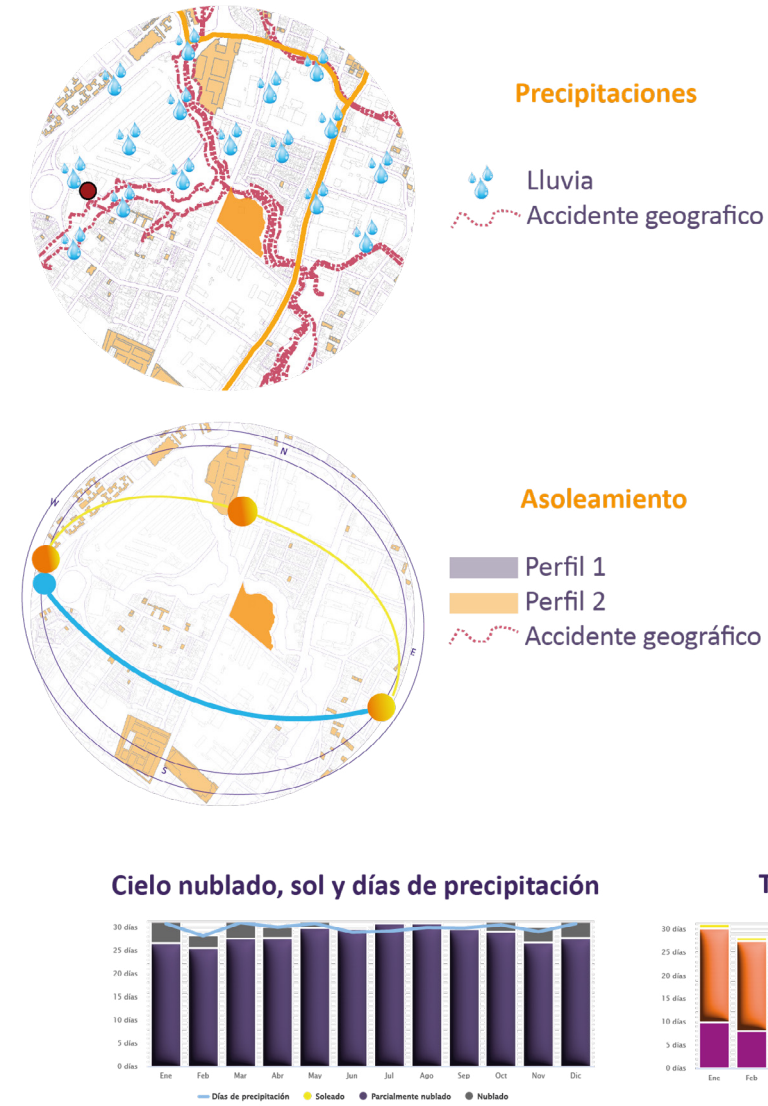 Precipitaciones
Lluvia
Accidente geografico
N
W
E
S
Asoleamiento
Perfil 1
Perfil 2
Accidente geográfico
Cielo nublado, sol y días de precipitación
30 días
25 días
20 días
15 días
10 días
5 días
0 días
Ene Feb Mar Abr May Jun Jul Ago Sep Oct Nov Dic
Días de precipitación Soleado Parcialmente nublado Nublado
T
30 días
25 días
20 días
15 días
10 días
5 días
0 días
Ene Feb